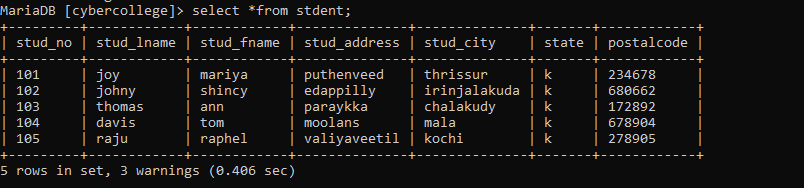 MariaDB [cybercollege]> select *from stdent;
+---------+------------+------------+--------------+--------------+-------+------------+
| stud_no | stud_lname | stud_fname | stud_address | stud_city | state | postalcode |
+---------+------------+------------+--------------+--------------+-------+------------+
| 101 | joy | mariya | puthenveed | thrissur | k | 234678 |
| 102 | johny | shincy | edappilly | irinjalakuda | k | 680662 |
| 103 | thomas | ann | paraykka | chalakudy | k | 172892 |
| 104 | davis | tom | moolans | mala | k | 678904 |
| 105 | raju | raphel | valiyaveetil | kochi | k | 278905 |
+---------+------------+------------+--------------+--------------+-------+------------+
5 rows in set, 3 warnings (0.406 sec)